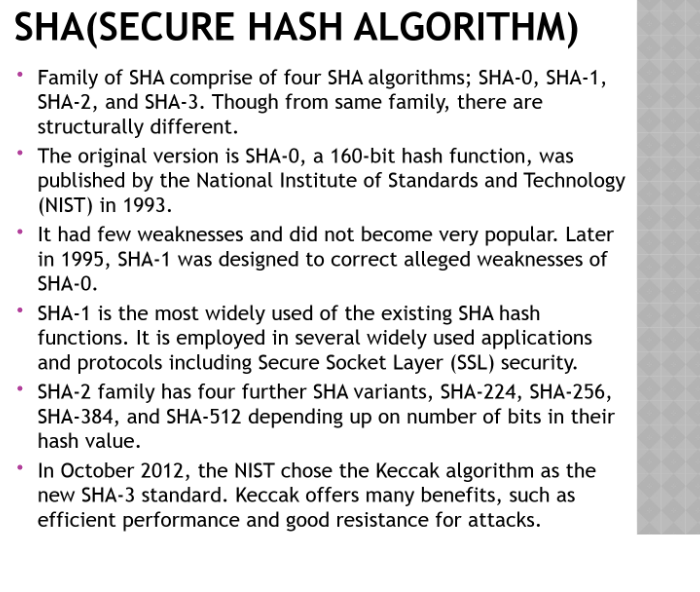 SHA(SECURE HASH ALGORITHM)
• Family of SHA comprise of four SHA algorithms; SHA-0, SHA-1,
SHA-2, and SHA-3. Though from same family, there are
structurally different.
• The original version is SHA-0, a 160-bit hash function, was
published by the National Institute of Standards and Technology
(NIST) in 1993.
• It had few weaknesses and did not become very popular. Later
in 1995, SHA-1 was designed to correct alleged weaknesses of
SHA-0.
• SHA-1 is the most widely used of the existing SHA hash
functions. It is employed in several widely used applications
and protocols including Secure Socket Layer (SSL) security.
• SHA-2 family has four further SHA variants, SHA-224, SHA-256,
SHA-384, and SHA-512 depending up on number of bits in their
hash value.
• In October 2012, the NIST chose the Keccak algorithm as the
new SHA-3 standard. Keccak offers many benefits, such as
efficient performance and good resistance for attacks.